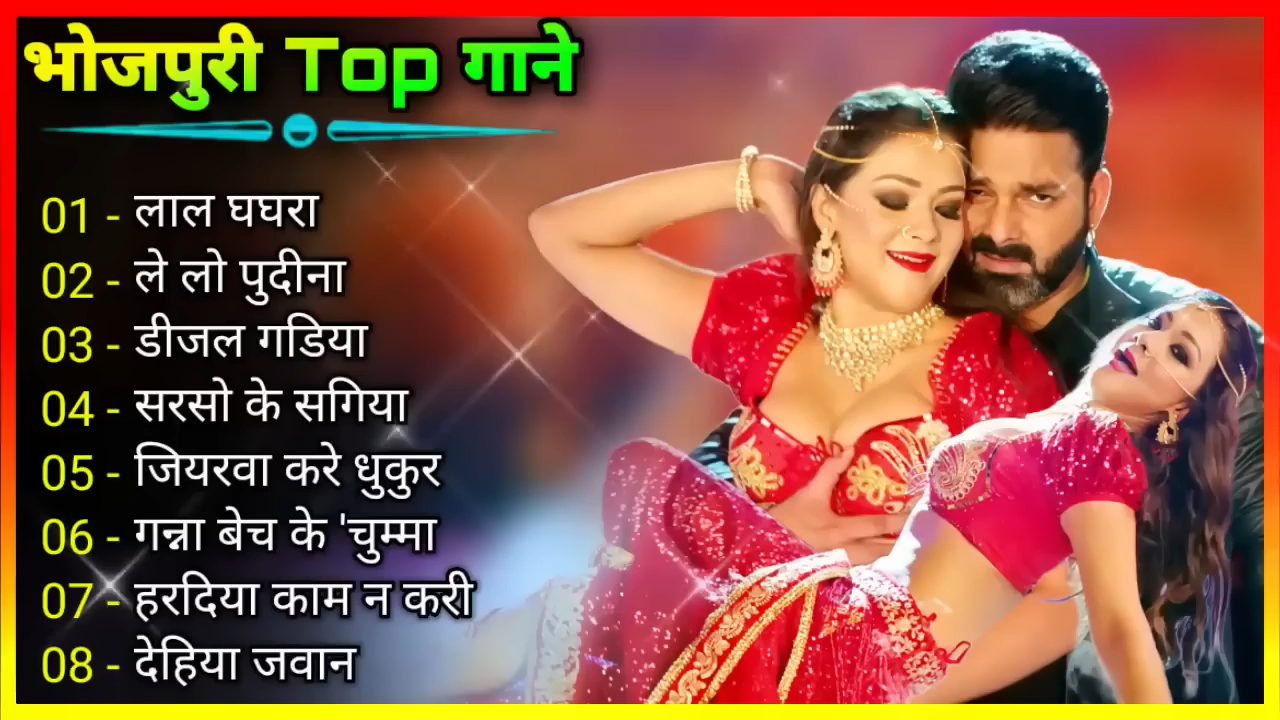 भोजपुरी Top गाने
01 - लाल घघरा
02 - ले लो पुदीना
03 - डीजल गडिया
04 - सरसो के सगिया
05 - जियरवा करे धुकुर
06 - गन्ना बेच के 'चुम्मा
07 - हरदिया काम न करी
08 - देहिया जवान